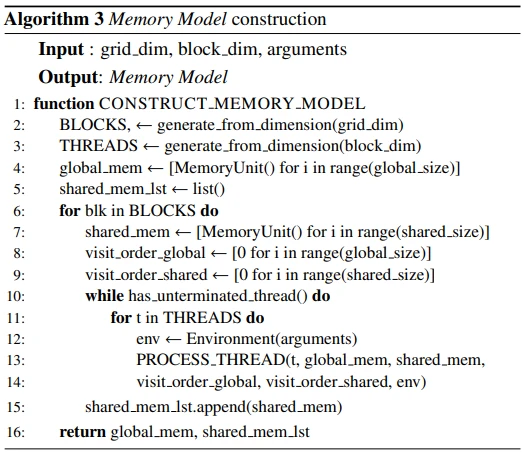 Algorithm 3 Memory Model construction
Input : grid_dim, block_dim, arguments
Output: Memory Model
1: function CONSTRUCT_MEMORY_MODEL
2: BLOCKS, ← generate_from_dimension(grid_dim)
3: THREADS ← generate_from_dimension(block_dim)
4: global_mem ← [MemoryUnit() for i in range(global_size)]
5: shared_mem_lst ← list()
6: for blk in BLOCKS do
7: shared_mem ← [MemoryUnit() for i in range(shared_size)]
8: visit_order_global ← [0 for i in range(global_size)]
9: visit_order_shared ← [0 for i in range(shared_size)]
10: while has_unterminated_thread() do
11: for t in THREADS do
12: env ← Environment(arguments)
13: PROCESS_THREAD(t, global_mem, shared_mem,
14: visit_order_global, visit_order_shared, env)
15: shared_mem_lst.append(shared_mem)
16: return global_mem, shared_mem_lst